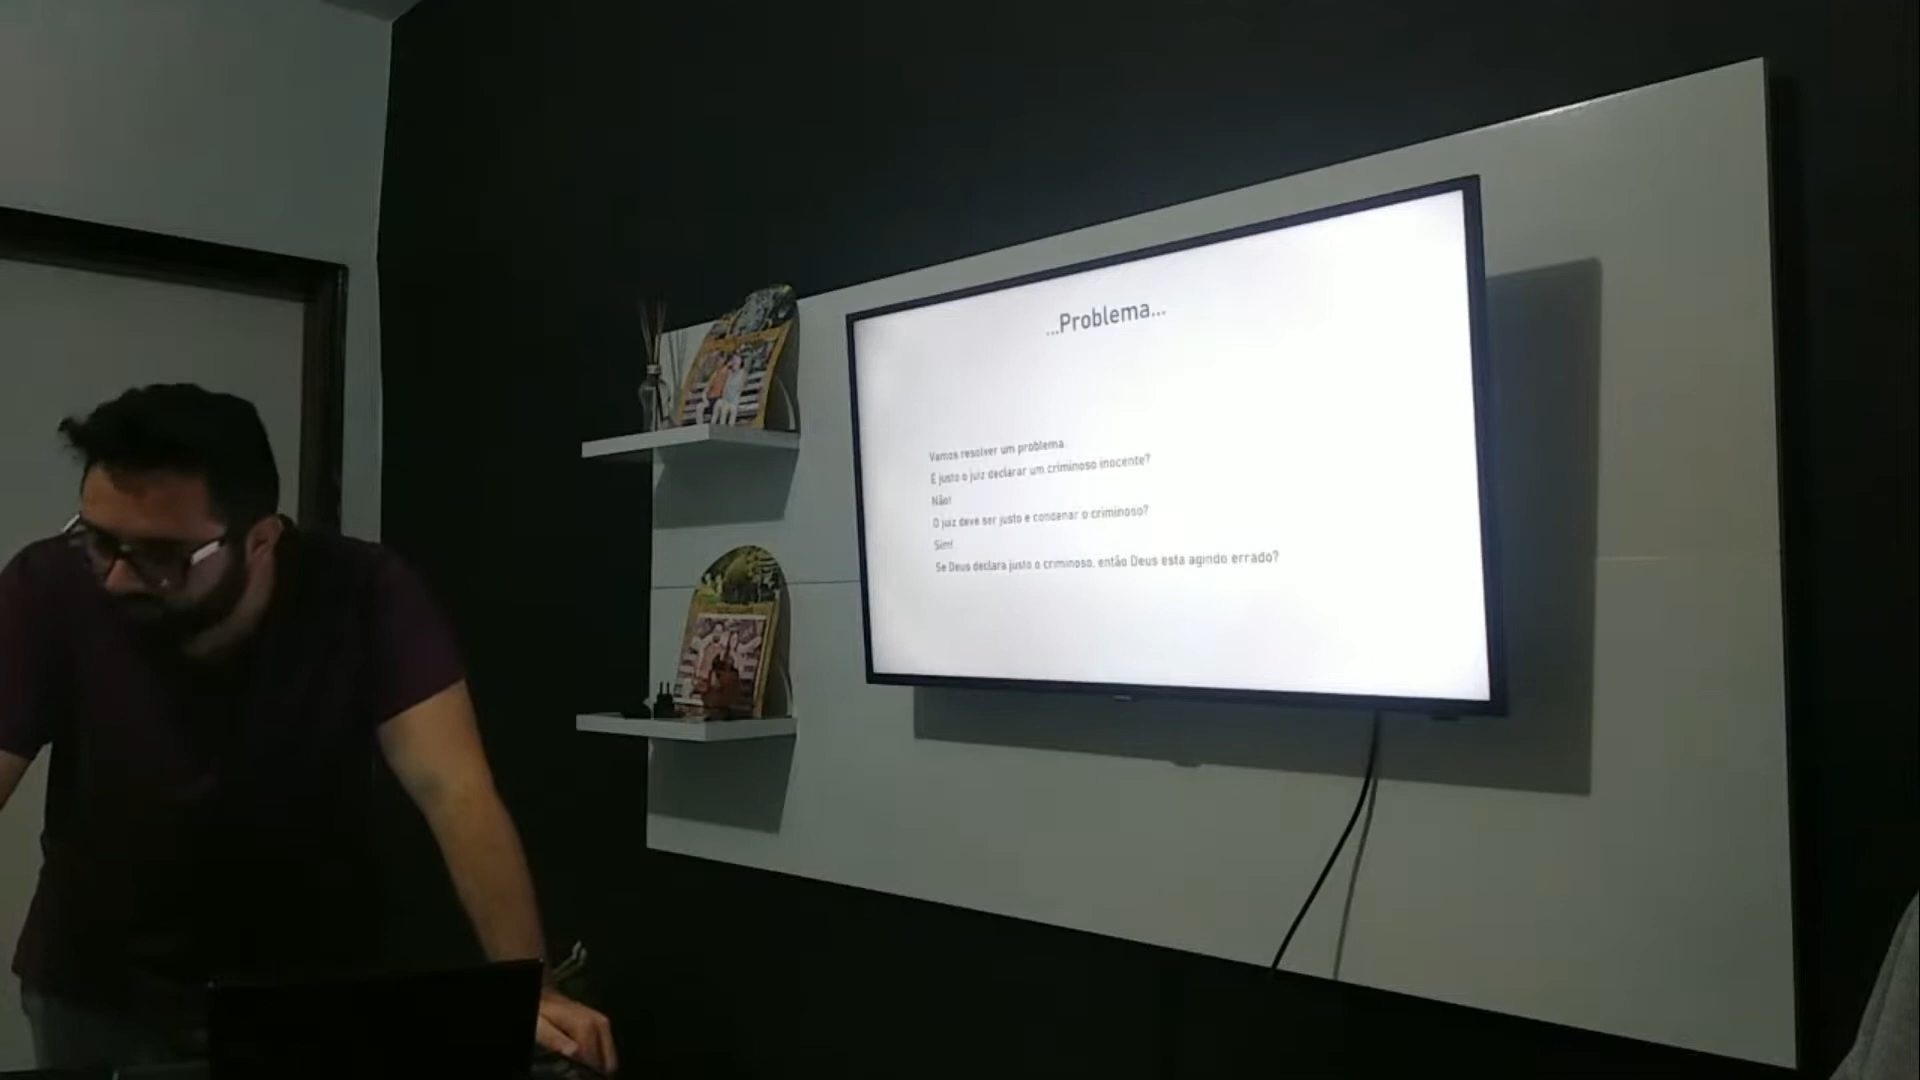 ...Problema...
Vamos resolver um problema
É justo o juiz declarar um criminoso inocente?
Não!
O juiz deve ser justo e condenar o criminoso?
Sim!
Se Deus declara justo o criminoso, então Deus esta agindo errado?